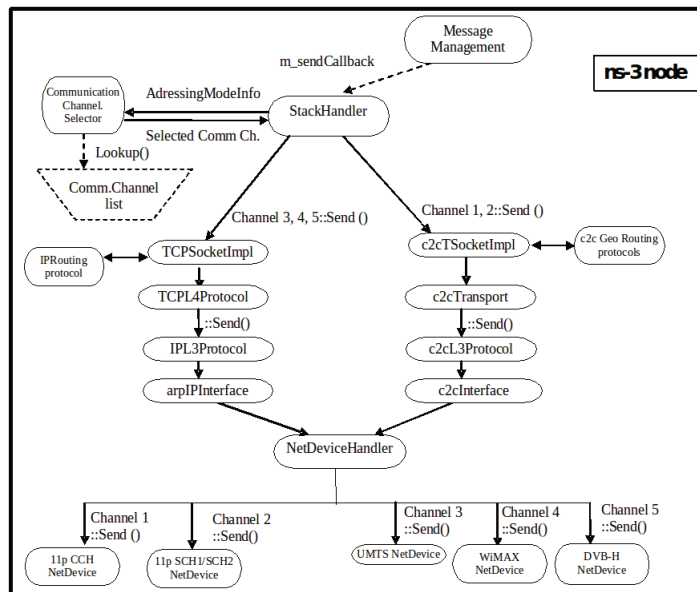 Message
Management
ns-3 node
m_sendCallback
Communication
Channel.
Selector
AdressingModeInfo
StackHandler
Selected Comm Ch.
Lookup()
Comm.Channel
list
Channel 3, 4, 5::Send ()
Channel 1, 2::Send ()
IPRouting
protocol
TCPSocketImpl
c2cTSocketImpl
c2c Geo Routing
protocols
TCPL4Protocol
c2cTransport
::Send()
::Send()
IPL3Protocol
c2cL3Protocol
arpIPInterface
c2cInterface
NetDeviceHandler
Channel 1
::Send ()
Channel 2
::Send()
Channel 3
::Send()
Channel 4
::Send()
Channel 5
::Send()
11p CCH
NetDevice
11p SCH1/SCH2
NetDevice
UMTS NetDevice
WiMAX
NetDevice
DVB-H
NetDevice